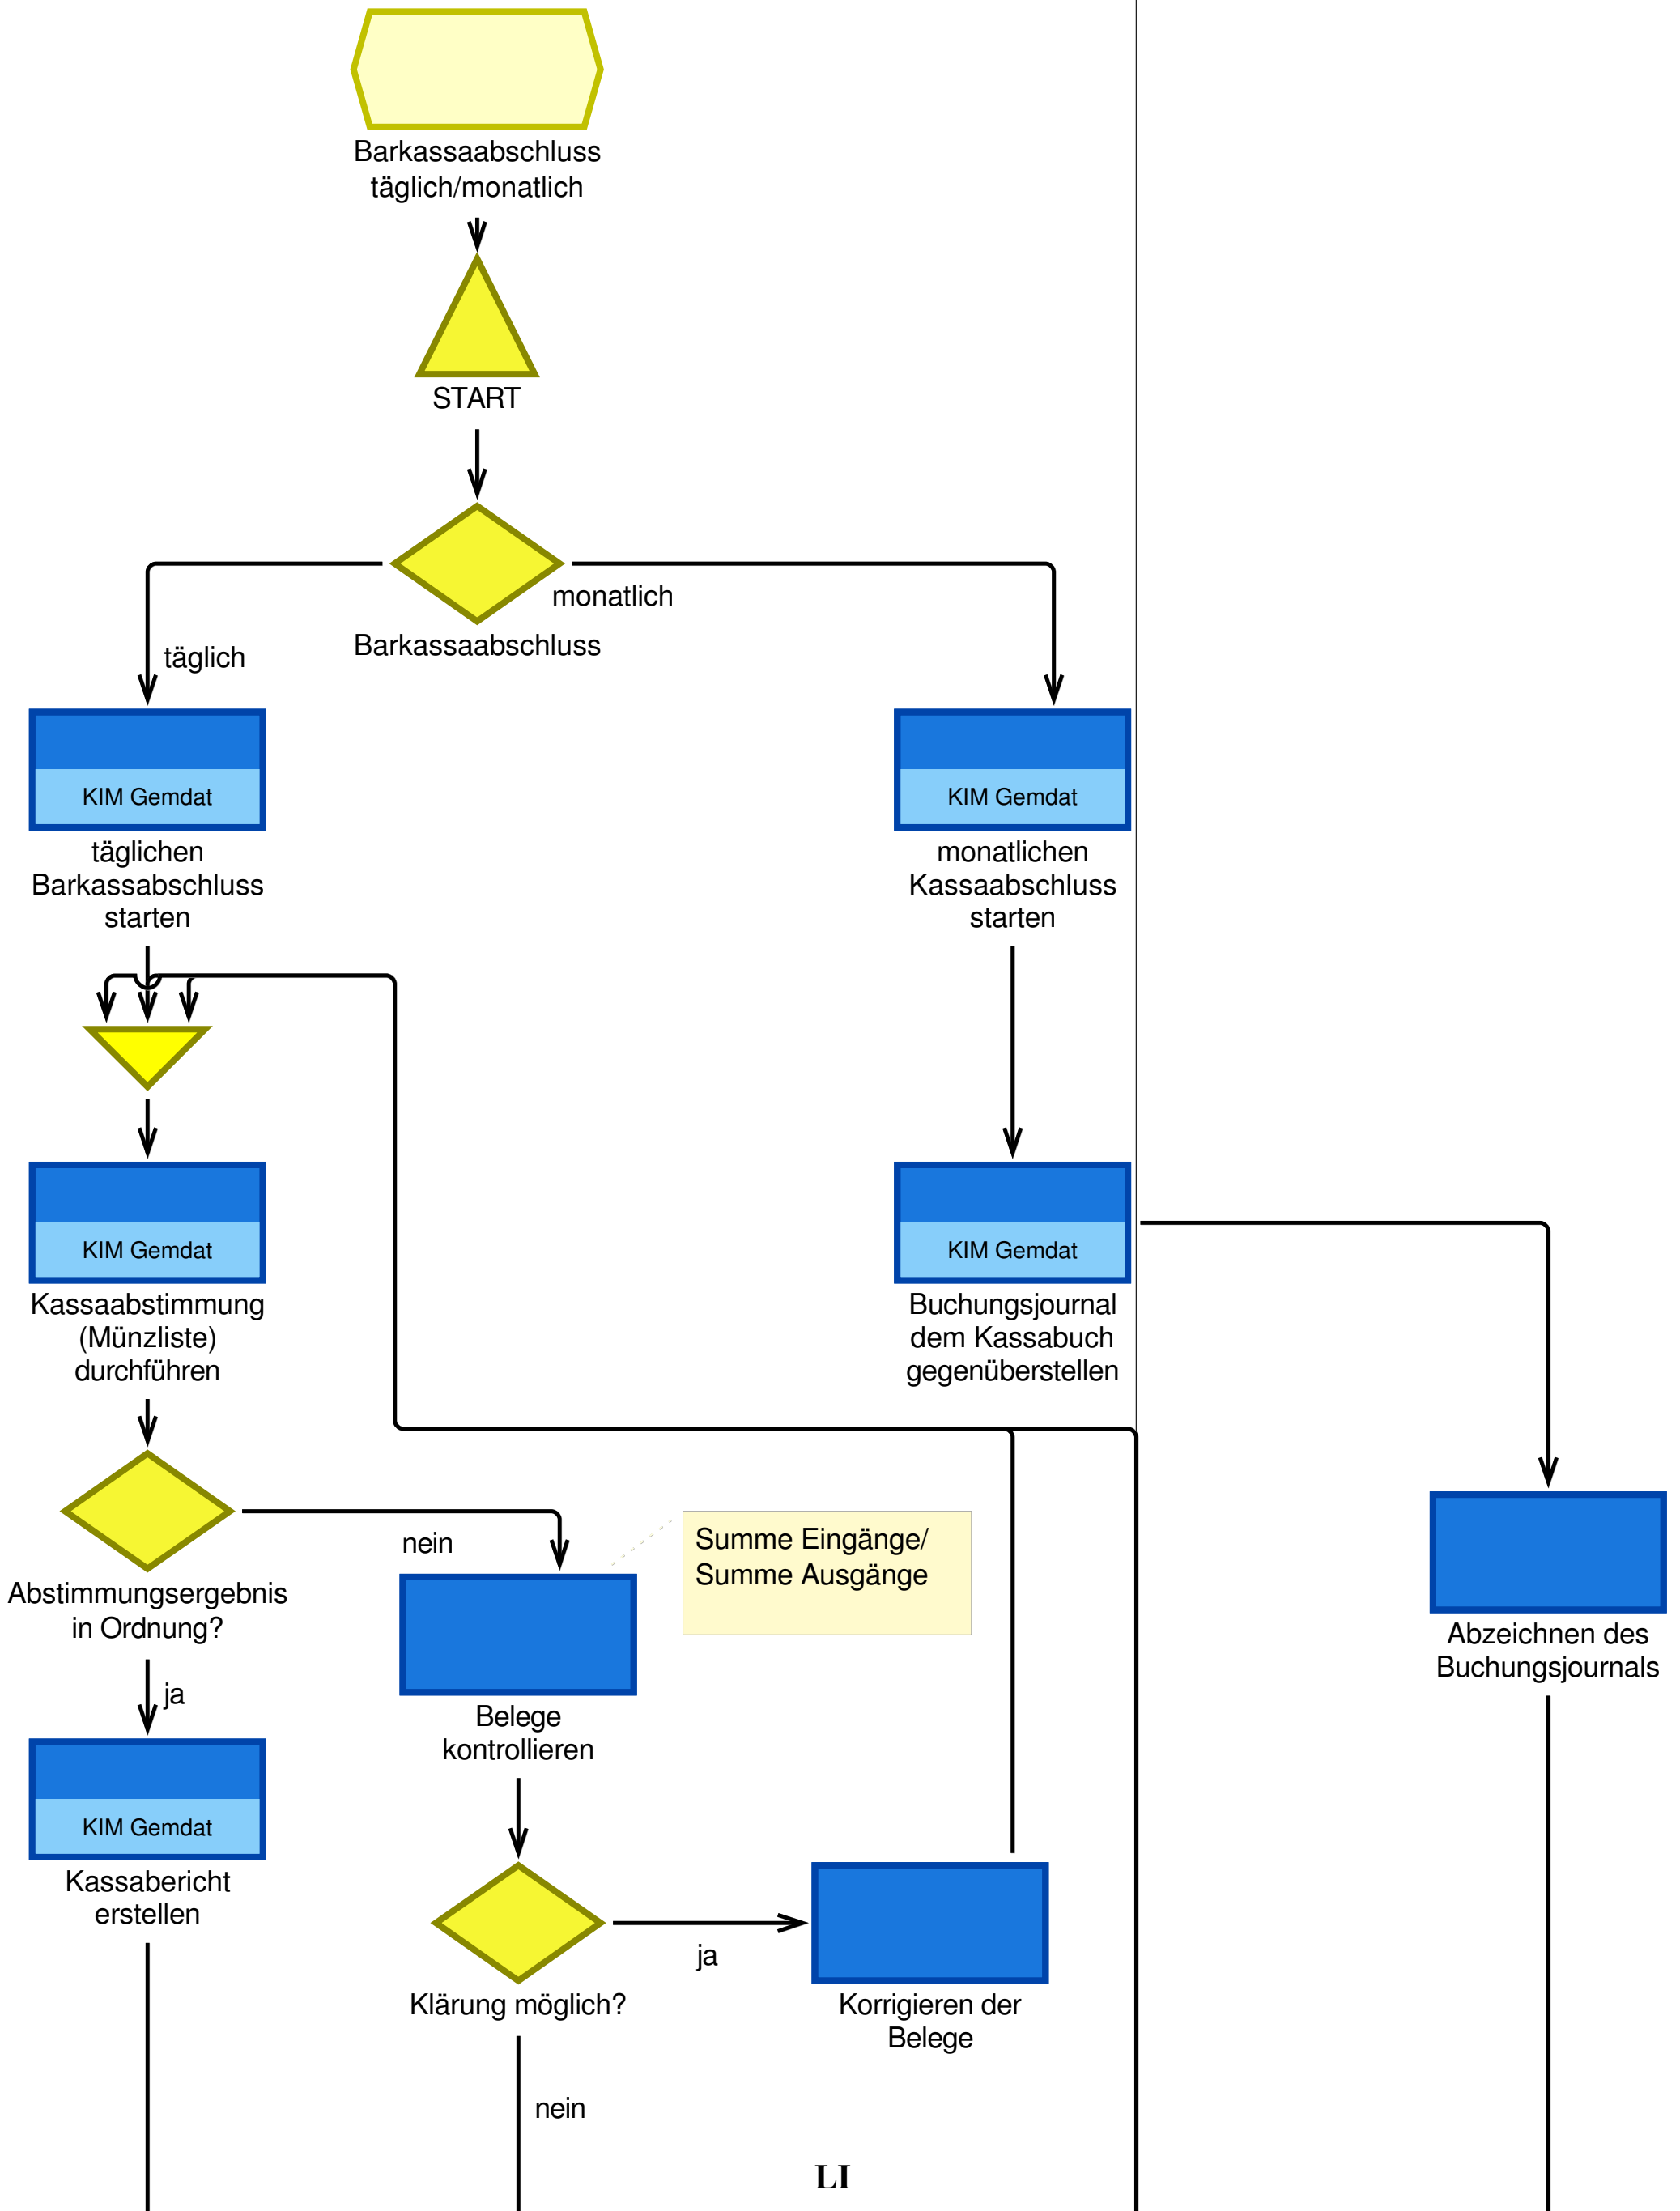 Barkassaabschluss
täglich/monatlich
START
monatlich
Barkassaabschluss
täglich
KIM Gemdat
täglichen
Barkassabschluss
starten
KIM Gemdat
monatlichen
Kassaabschluss
starten
KIM Gemdat
Kassaabstimmung
(Münzliste)
durchführen
KIM Gemdat
Buchungsjournal
dem Kassabuch
gegenüberstellen
nein
Summe Eingänge/
Summe Ausgänge
Abstimmungsergebnis
in Ordnung?
Abzeichnen des
Buchungsjournals
ja
Belege
kontrollieren
KIM Gemdat
Kassabericht
erstellen
ja
Klärung möglich?
Korrigieren der
Belege
nein
LI